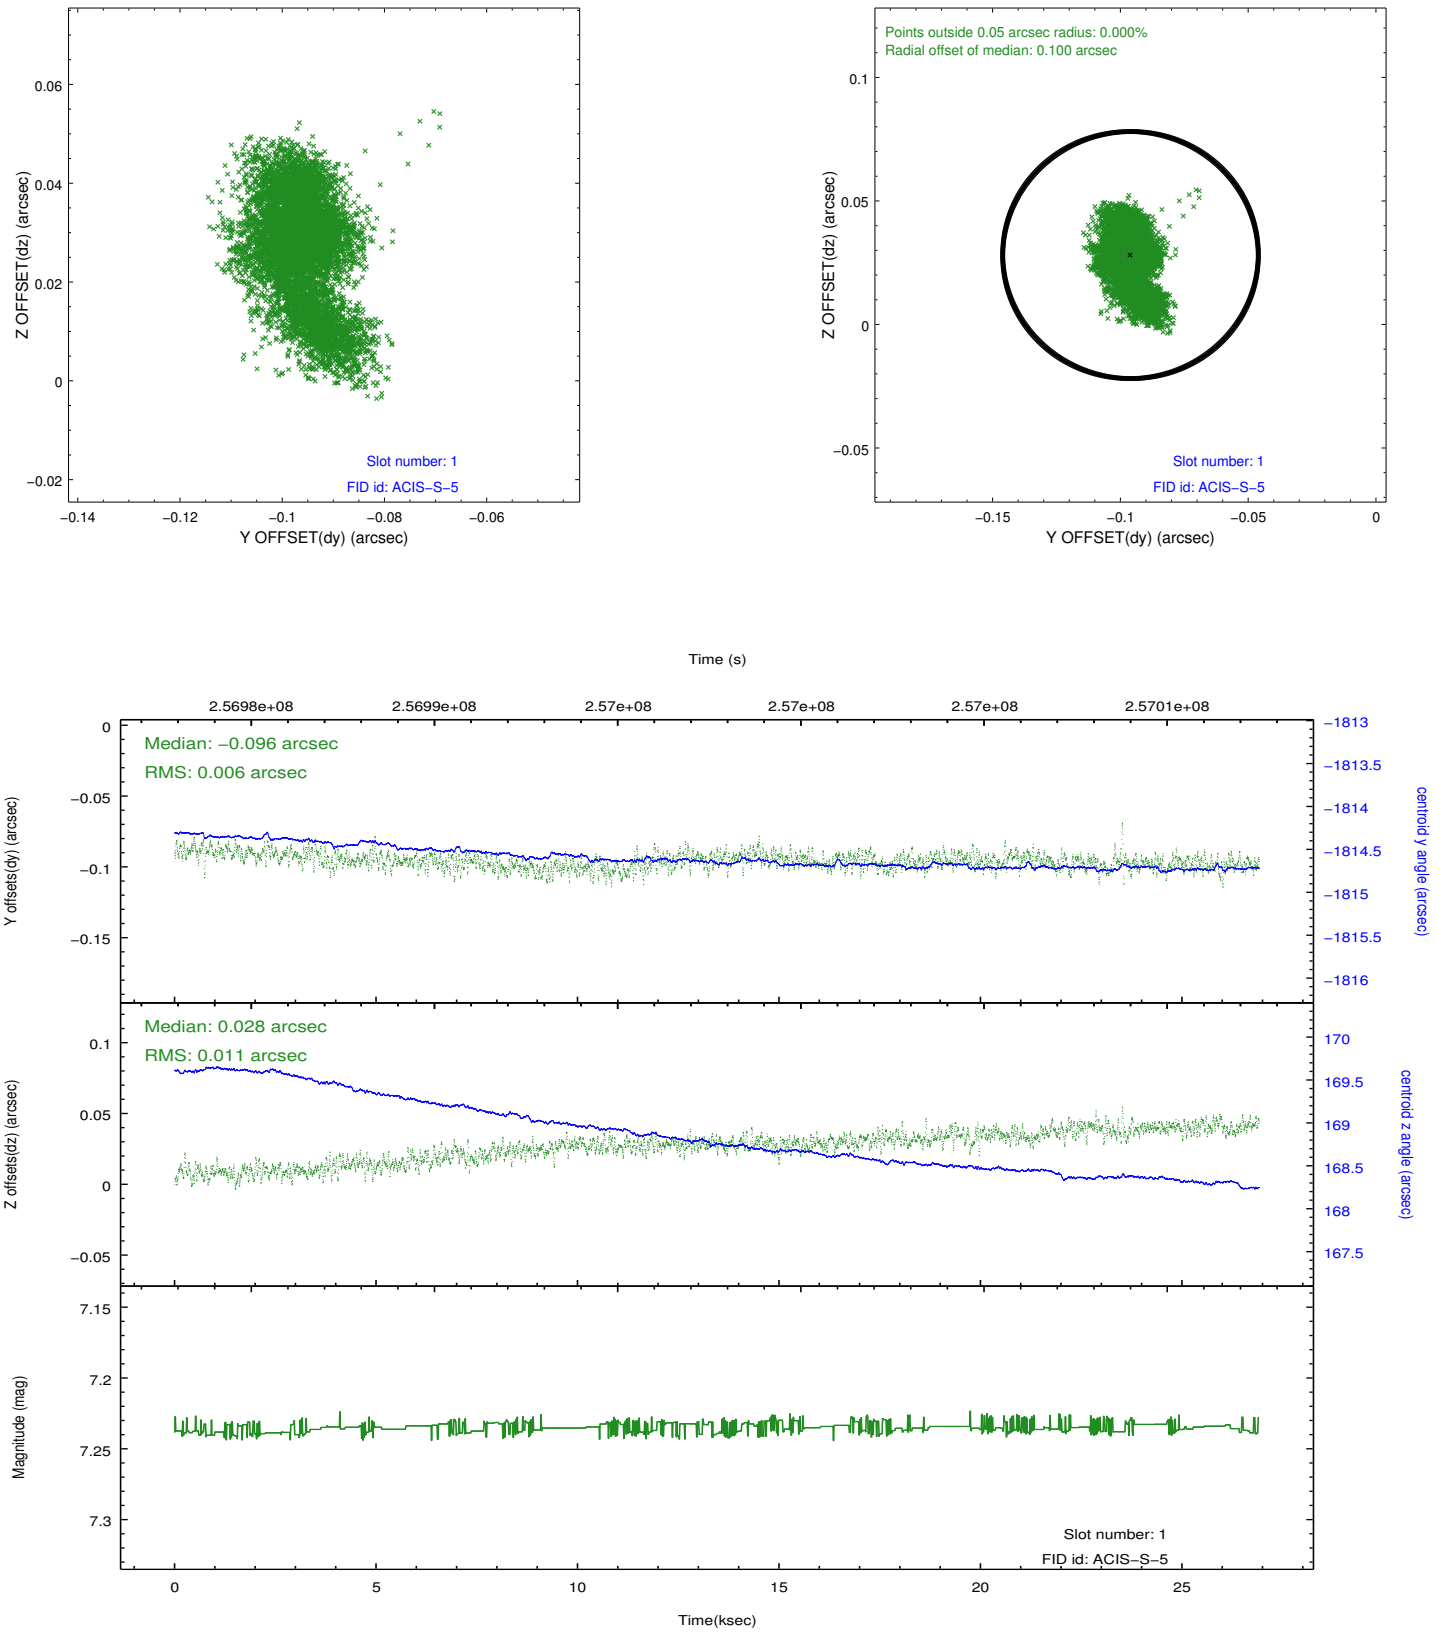 0.06
0.04
0.02
0
−0.02
−0.14
−0.12
−0.1
−0.08
−0.06
Z OFFSET(dz) (arcsec)
Y OFFSET(dy) (arcsec)
Slot number: 1
FID id: ACIS−S−5
Points outside 0.05 arcsec radius: 0.000%
Radial offset of median: 0.100 arcsec
0.1
0.05
0
−0.05
−0.15
−0.1
−0.05
0
Z OFFSET(dz) (arcsec)
Y OFFSET(dy) (arcsec)
Slot number: 1
FID id: ACIS−S−5
Time (s)
2.5698e+08
2.5699e+08
2.57e+08
2.57e+08
2.57e+08
2.5701e+08
Median: −0.096 arcsec
RMS: 0.006 arcsec
0
−0.05
−0.1
−0.15
Y offsets(dy) (arcsec)
−1813
−1813.5
−1814
−1814.5
−1815
−1815.5
−1816
centroid y angle (arcsec)
Median: 0.028 arcsec
RMS: 0.011 arcsec
0.1
0.05
0
−0.05
Z offsets(dz) (arcsec)
170
169.5
169
168.5
168
167.5
centroid z angle (arcsec)
7.15
7.2
7.25
7.3
Magnitude (mag)
Slot number: 1
FID id: ACIS−S−5
0
5
10
15
20
25
Time(ksec)